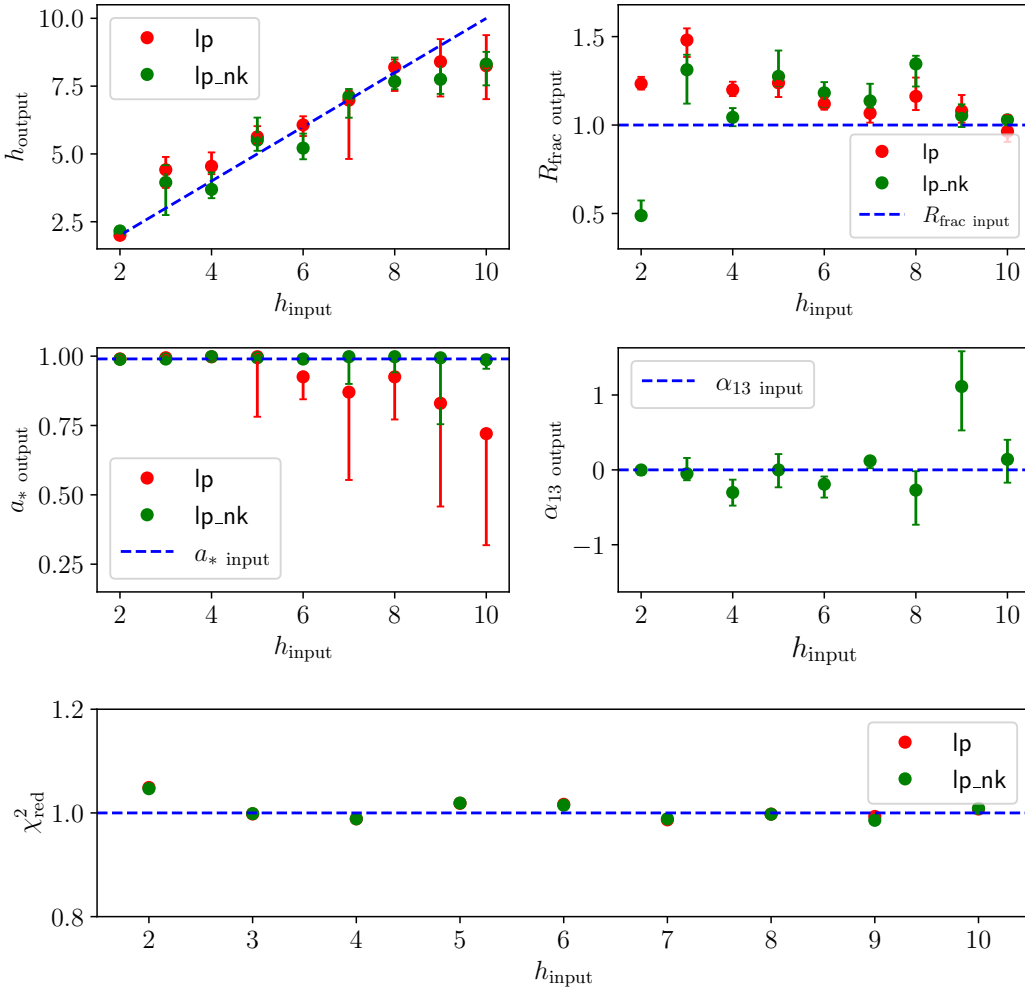 10.0
7.5
5.0
2.5
h_output
lp
lp_nk
2 4 6 8 10
h_input
1.5
1.0
0.5
R_frac output
lp
lp_nk
R_frac input
2 4 6 8 10
h_input
1.00
0.75
0.50
0.25
a_* output
lp
lp_nk
a_* input
2 4 6 8 10
h_input
1
0
−1
α_13 output
α_13 input
2 4 6 8 10
h_input
1.2
1.0
0.8
χ²_red
lp
lp_nk
2 3 4 5 6 7 8 9 10
h_input